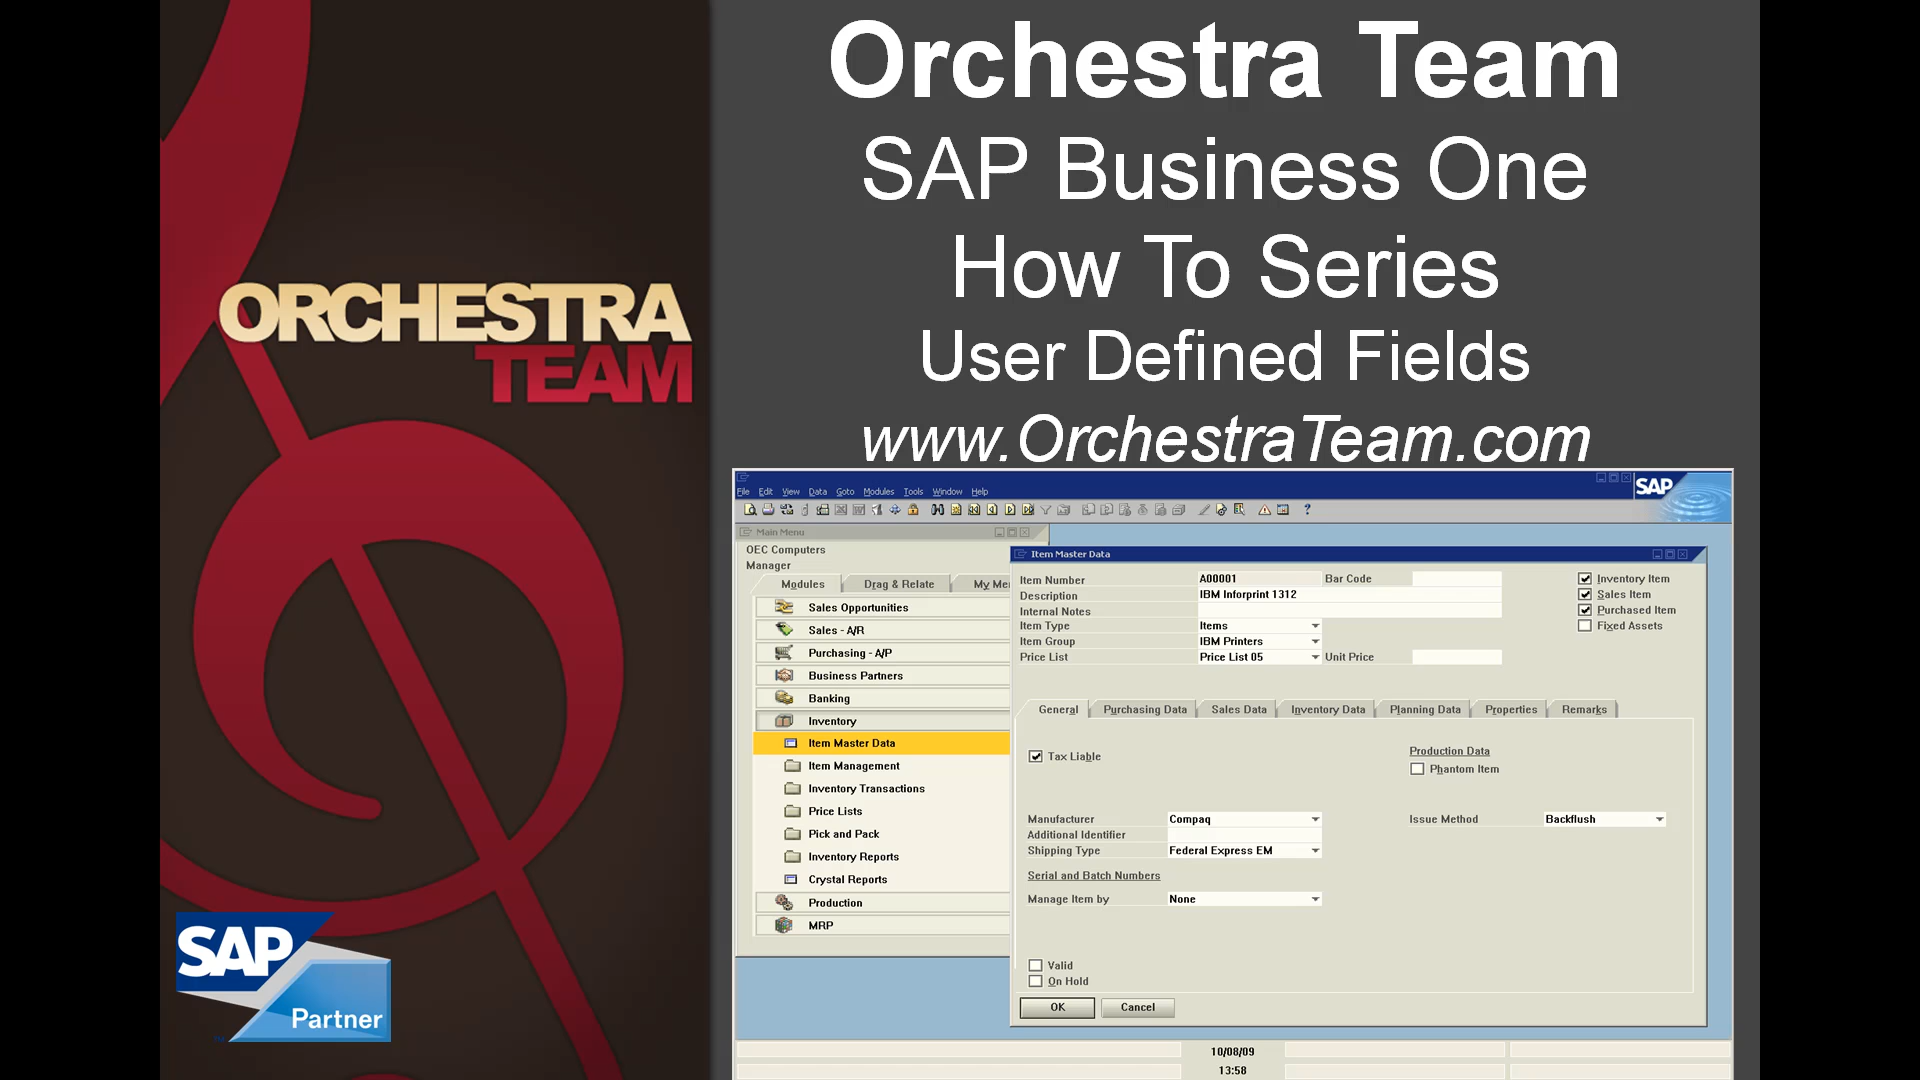 ORCHESTRA
TEAM
SAP
Partner
Orchestra Team
SAP Business One
How To Series
User Defined Fields
www.OrchestraTeam.com
File Edit View Data Goto Modules Tools Window Help
SAP
Main Menu
OEC Computers
Manager
Modules Drag & Relate My Me
Sales Opportunities
Sales - A/R
Purchasing - A/P
Business Partners
Banking
Inventory
Item Master Data
Item Management
Inventory Transactions
Price Lists
Pick and Pack
Inventory Reports
Crystal Reports
Production
MRP
Item Master Data
Item Number A00001 Bar Code
Description IBM Inforprint 1312
Internal Notes
Item Type Items
Item Group IBM Printers
Price List Price List 05 Unit Price
Inventory Item
Sales Item
Purchased Item
Fixed Assets
General Purchasing Data Sales Data Inventory Data Planning Data Properties Remarks
Tax Liable
Production Data
Phantom Item
Manufacturer Compaq
Issue Method Backflush
Additional Identifier
Shipping Type Federal Express EM
Serial and Batch Numbers
Manage Item by None
Valid
On Hold
OK Cancel
10/08/09
13:58